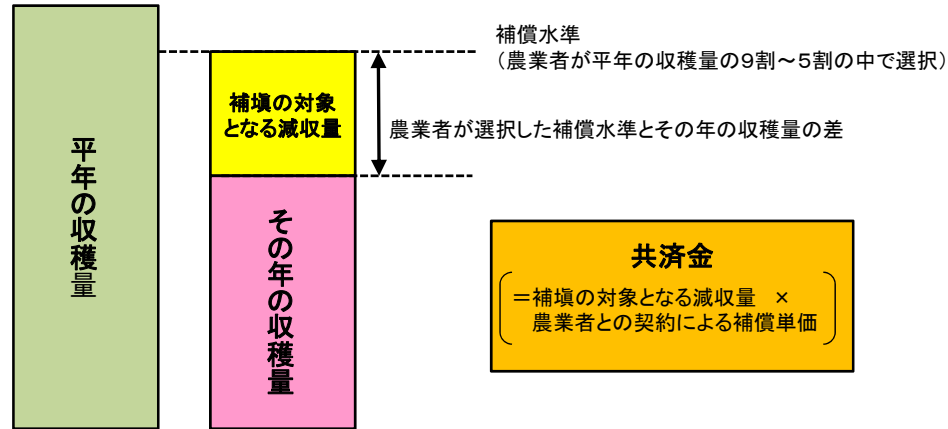 補償水準
（農業者が平年の収穫量の９割～５割の中で選択）
補塡の対象
となる減収量
農業者が選択した補償水準とその年の収穫量の差
平年の収穫量
その年の収穫量
共済金
＝補塡の対象となる減収量　×
農業者との契約による補償単価